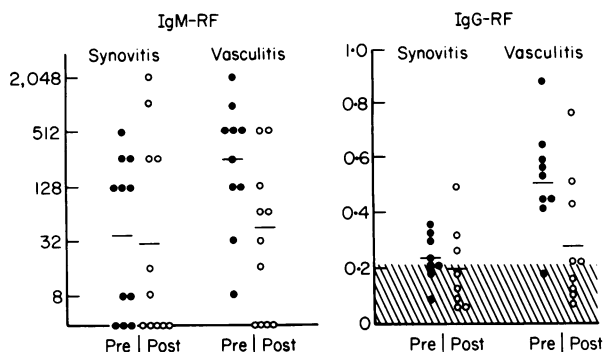 IgM-RF
Synovitis Vasculitis
2,048
512
128
32
8
Pre | Post Pre | Post
IgG-RF
1·0
Synovitis Vasculitis
0·8
0·6
0·4
0·2
0
Pre | Post Pre | Post